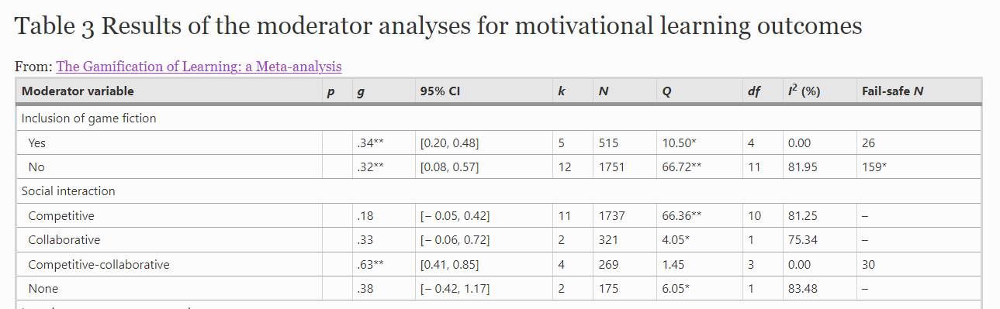 Table 3 Results of the moderator analyses for motivational learning outcomes
From: The Gamification of Learning: a Meta-analysis
Moderator variable p g 95% CI k N Q df I² (%) Fail-safe N
Inclusion of game fiction
Yes .34** [0.20, 0.48] 5 515 10.50* 4 0.00 26
No .32** [0.08, 0.57] 12 1751 66.72** 11 81.95 159*
Social interaction
Competitive .18 [− 0.05, 0.42] 11 1737 66.36** 10 81.25 –
Collaborative .33 [− 0.06, 0.72] 2 321 4.05* 1 75.34 –
Competitive-collaborative .63** [0.41, 0.85] 4 269 1.45 3 0.00 30
None .38 [− 0.42, 1.17] 2 175 6.05* 1 83.48 –